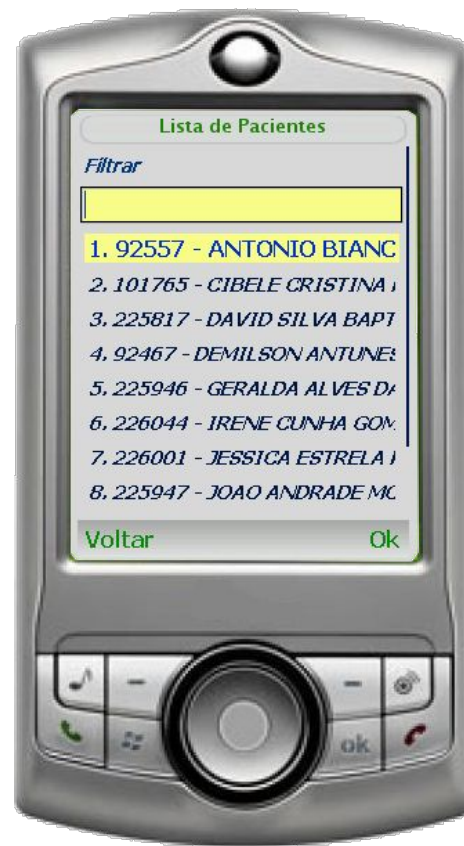 Lista de Pacientes
Filtrar
1. 92557 - ANTONIO BIANC
2. 101765 - CIBELE CRISTINA
3. 225817 - DAVID SILVA BAPT
4. 92467 - DEMILSON ANTUNES
5. 225946 - GERALDA ALVES DA
6. 226044 - IRENE CUNHA GOM
7. 226001 - JESSICA ESTRELA
8. 225947 - JOAO ANDRADE MC
Voltar Ok
ok